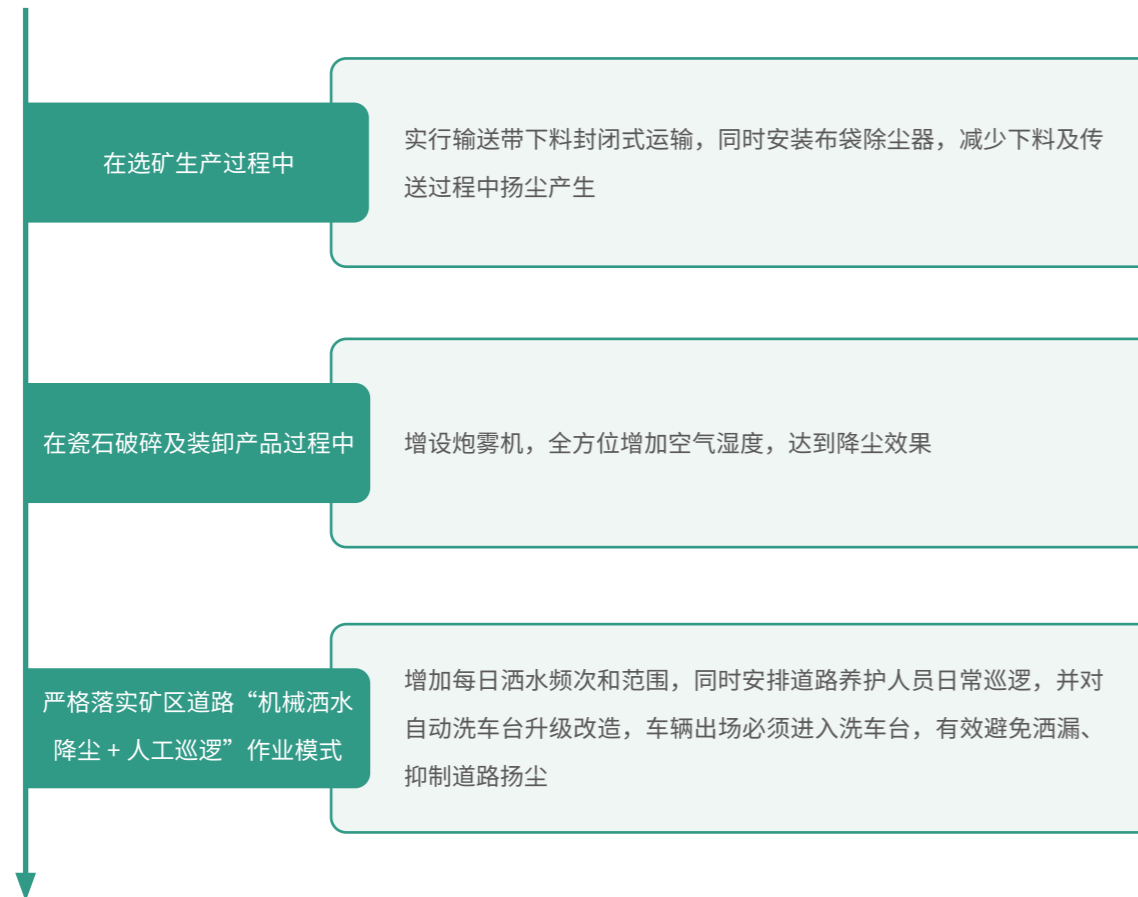 在选矿生产过程中
实行输送带下料封闭式运输，同时安装布袋除尘器，减少下料及传
送过程中扬尘产生
在瓷石破碎及装卸产品过程中
增设炮雾机，全方位增加空气湿度，达到降尘效果
严格落实矿区道路“机械洒水
降尘 + 人工巡逻”作业模式
增加每日洒水频次和范围，同时安排道路养护人员日常巡逻，并对
自动洗车台升级改造，车辆出场必须进入洗车台，有效避免洒漏、
抑制道路扬尘